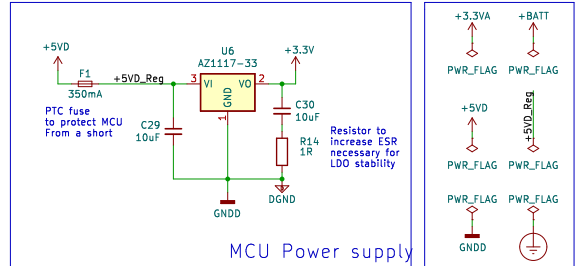 +5VD
F1
350mA
+5VD_Reg
PTC fuse
to protect MCU
From a short
C29
10uF
U6
AZ1117-33
3
VI
VO
2
GND
1
+3.3V
C30
10uF
R14
1R
Resistor to
increase ESR
necessary for
LDO stability
GNDD
DGND
MCU Power supply
+3.3VA
+BATT
PWR_FLAG
PWR_FLAG
+5VD
+5VD_Reg
PWR_FLAG
PWR_FLAG
PWR_FLAG
PWR_FLAG
GNDD